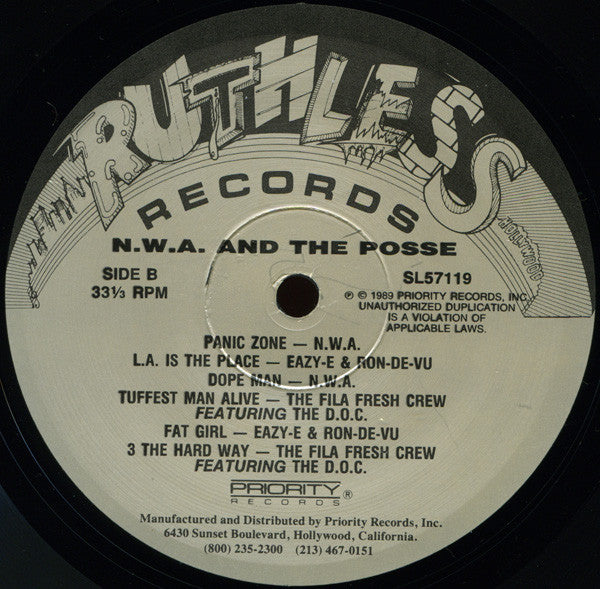 RUTHLESS
RECORDS
HOLLYWOOD
N.W.A. AND THE POSSE
SIDE B
33⅓ RPM
SL57119
℗ © 1989 PRIORITY RECORDS, INC.
UNAUTHORIZED DUPLICATION
IS A VIOLATION OF
APPLICABLE LAWS.
PANIC ZONE — N.W.A.
L.A. IS THE PLACE — EAZY-E & RON-DE-VU
DOPE MAN — N.W.A.
TUFFEST MAN ALIVE — THE FILA FRESH CREW
FEATURING THE D.O.C.
FAT GIRL — EAZY-E & RON-DE-VU
3 THE HARD WAY — THE FILA FRESH CREW
FEATURING THE D.O.C.
PRIORITY ®
RECORDS
Manufactured and Distributed by Priority Records, Inc.
6430 Sunset Boulevard, Hollywood, California.
(800) 235-2300 (213) 467-0151